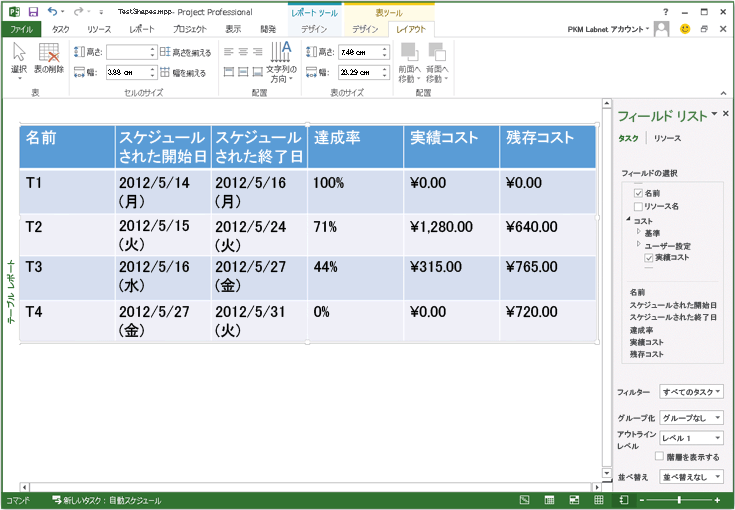 TestShapes.mpp- Project Professional
レポート ツール
表ツール
ファイル
タスク
リソース
レポート
プロジェクト
表示
開発
デザイン
デザイン
レイアウト
PKM Labnet アカウント
選択
表の削除
高さ:
幅:
3.88 cm
高さを揃える
幅を揃える
文字列の
方向
高さ:
7.46 cm
幅:
20.29 cm
前面へ
移動
背面へ
移動
表
セルのサイズ
配置
表のサイズ
配置
名前
スケジュール
された開始日
スケジュール
された終了日
達成率
実績コスト
残存コスト
T1
2012/5/14
(月)
2012/5/16
(月)
100%
¥0.00
¥0.00
T2
2012/5/15
(火)
2012/5/24
(火)
71%
¥1,280.00
¥640.00
T3
2012/5/16
(水)
2012/5/27
(金)
44%
¥315.00
¥765.00
T4
2012/5/27
(金)
2012/5/31
(火)
0%
¥0.00
¥720.00
テーブル レポート
フィールド リスト
タスク
リソース
フィールドの選択
名前
リソース名
コスト
基準
ユーザー設定
実績コスト
名前
スケジュールされた開始日
スケジュールされた終了日
達成率
実績コスト
残存コスト
フィルター
すべてのタスク
グループ化
グループなし
アウトライン
レベル
レベル 1
階層を表示する
並べ替え
並べ替えなし
コマンド
新しいタスク : 自動スケジュール